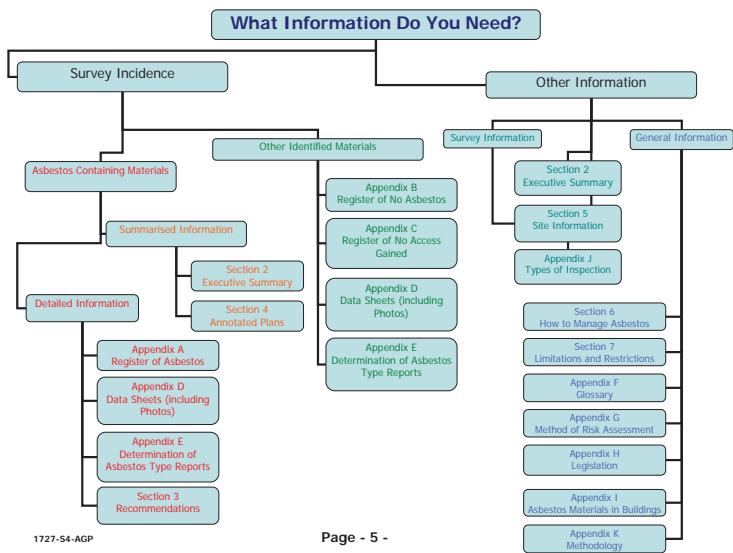 What Information Do You Need?
Survey Incidence
Other Information
Asbestos Containing Materials
Summarised Information
Section 2
Executive Summary
Section 4
Annotated Plans
Detailed Information
Appendix A
Register of Asbestos
Appendix D
Data Sheets (including
Photos)
Appendix E
Determination of
Asbestos Type Reports
Section 3
Recommendations
Other Identified Materials
Appendix B
Register of No Asbestos
Appendix C
Register of No Access
Gained
Appendix D
Data Sheets (including
Photos)
Appendix E
Determination of Asbestos
Type Reports
Survey Information
Section 2
Executive Summary
Section 5
Site Information
Appendix J
Types of Inspection
General Information
Section 6
How to Manage Asbestos
Section 7
Limitations and Restrictions
Appendix F
Glossary
Appendix G
Method of Risk Assessment
Appendix H
Legislation
Appendix I
Asbestos Materials in Buildings
Appendix K
Methodology
1727-S4-AGP
Page - 5 -